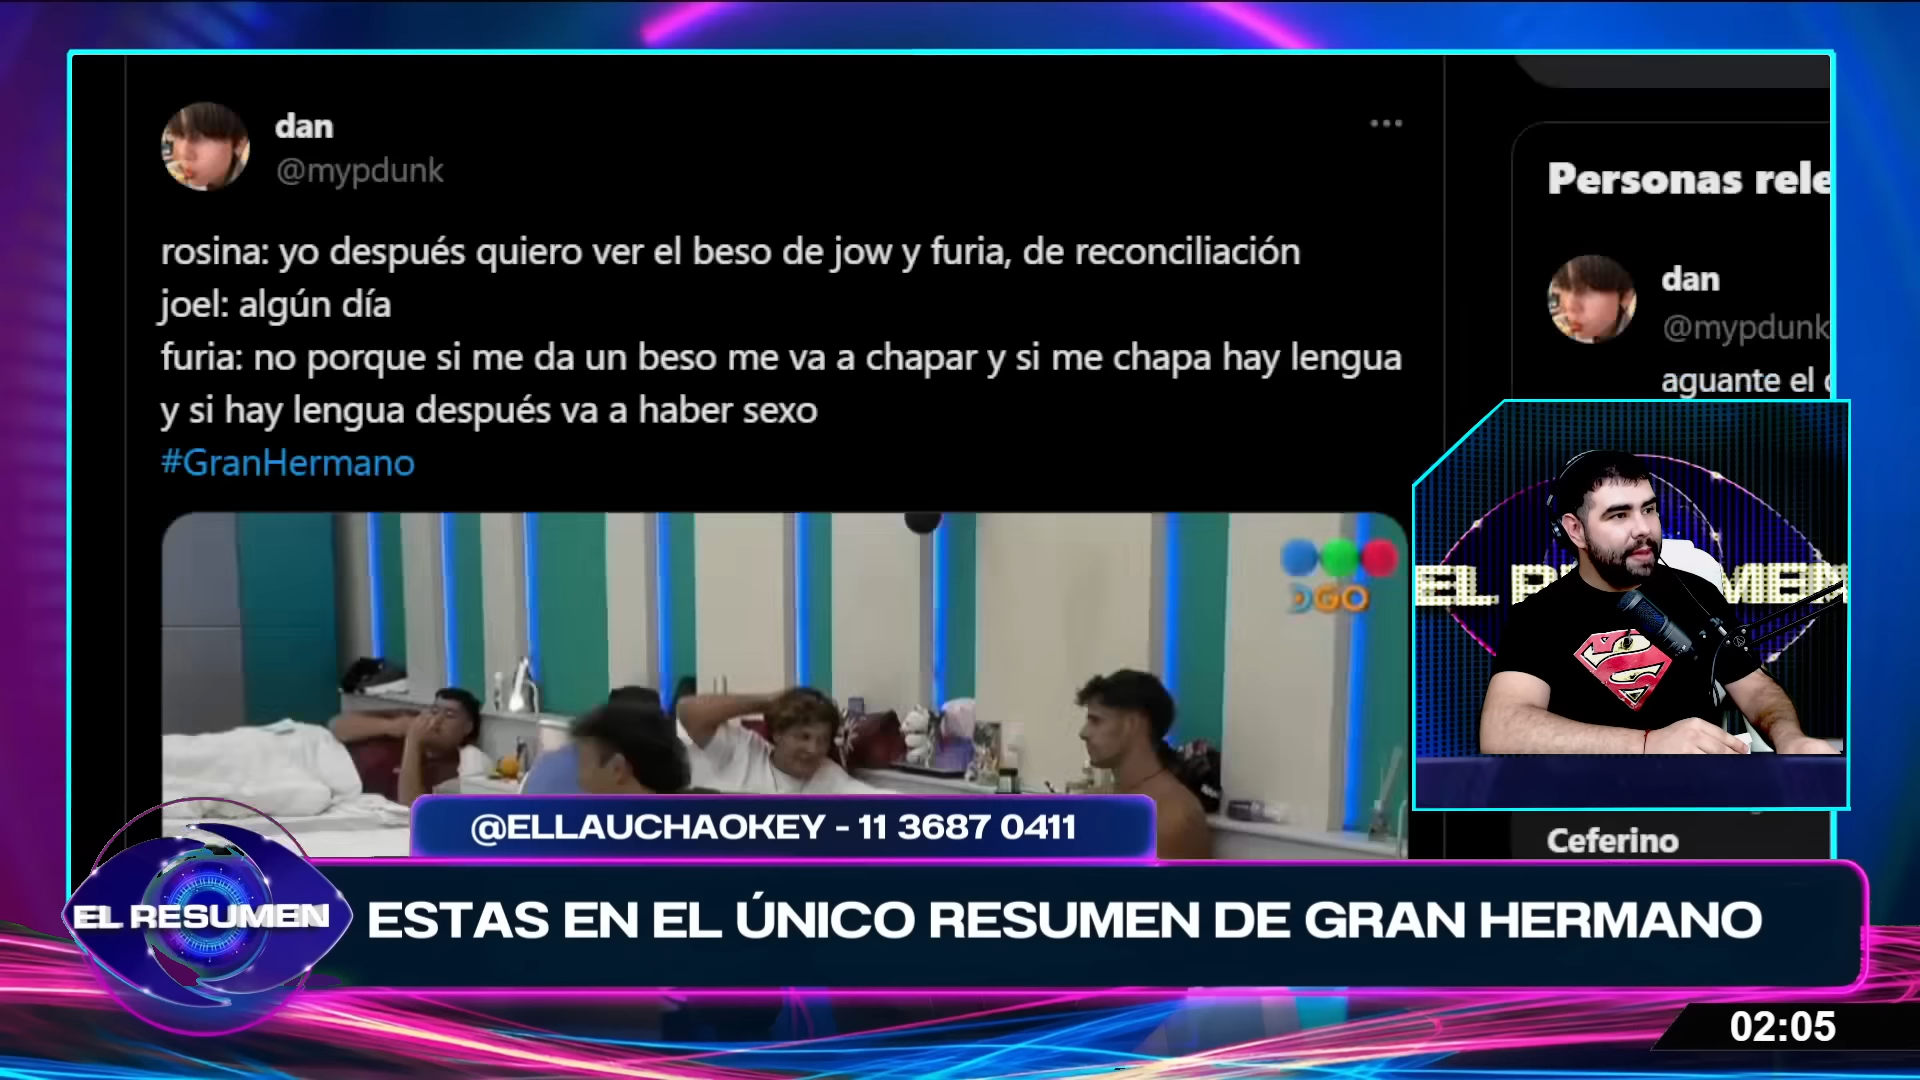 dan
@mypdunk
rosina: yo después quiero ver el beso de jow y furia, de reconciliación
joel: algún día
furia: no porque si me da un beso me va a chapar y si me chapa hay lengua
y si hay lengua después va a haber sexo
#GranHermano
Personas rele
dan
@mypdunk
aguante el
DGO
Ceferino
@ELLAUCHAOKEY - 11 3687 0411
EL RESUMEN
ESTAS EN EL ÚNICO RESUMEN DE GRAN HERMANO
02:05